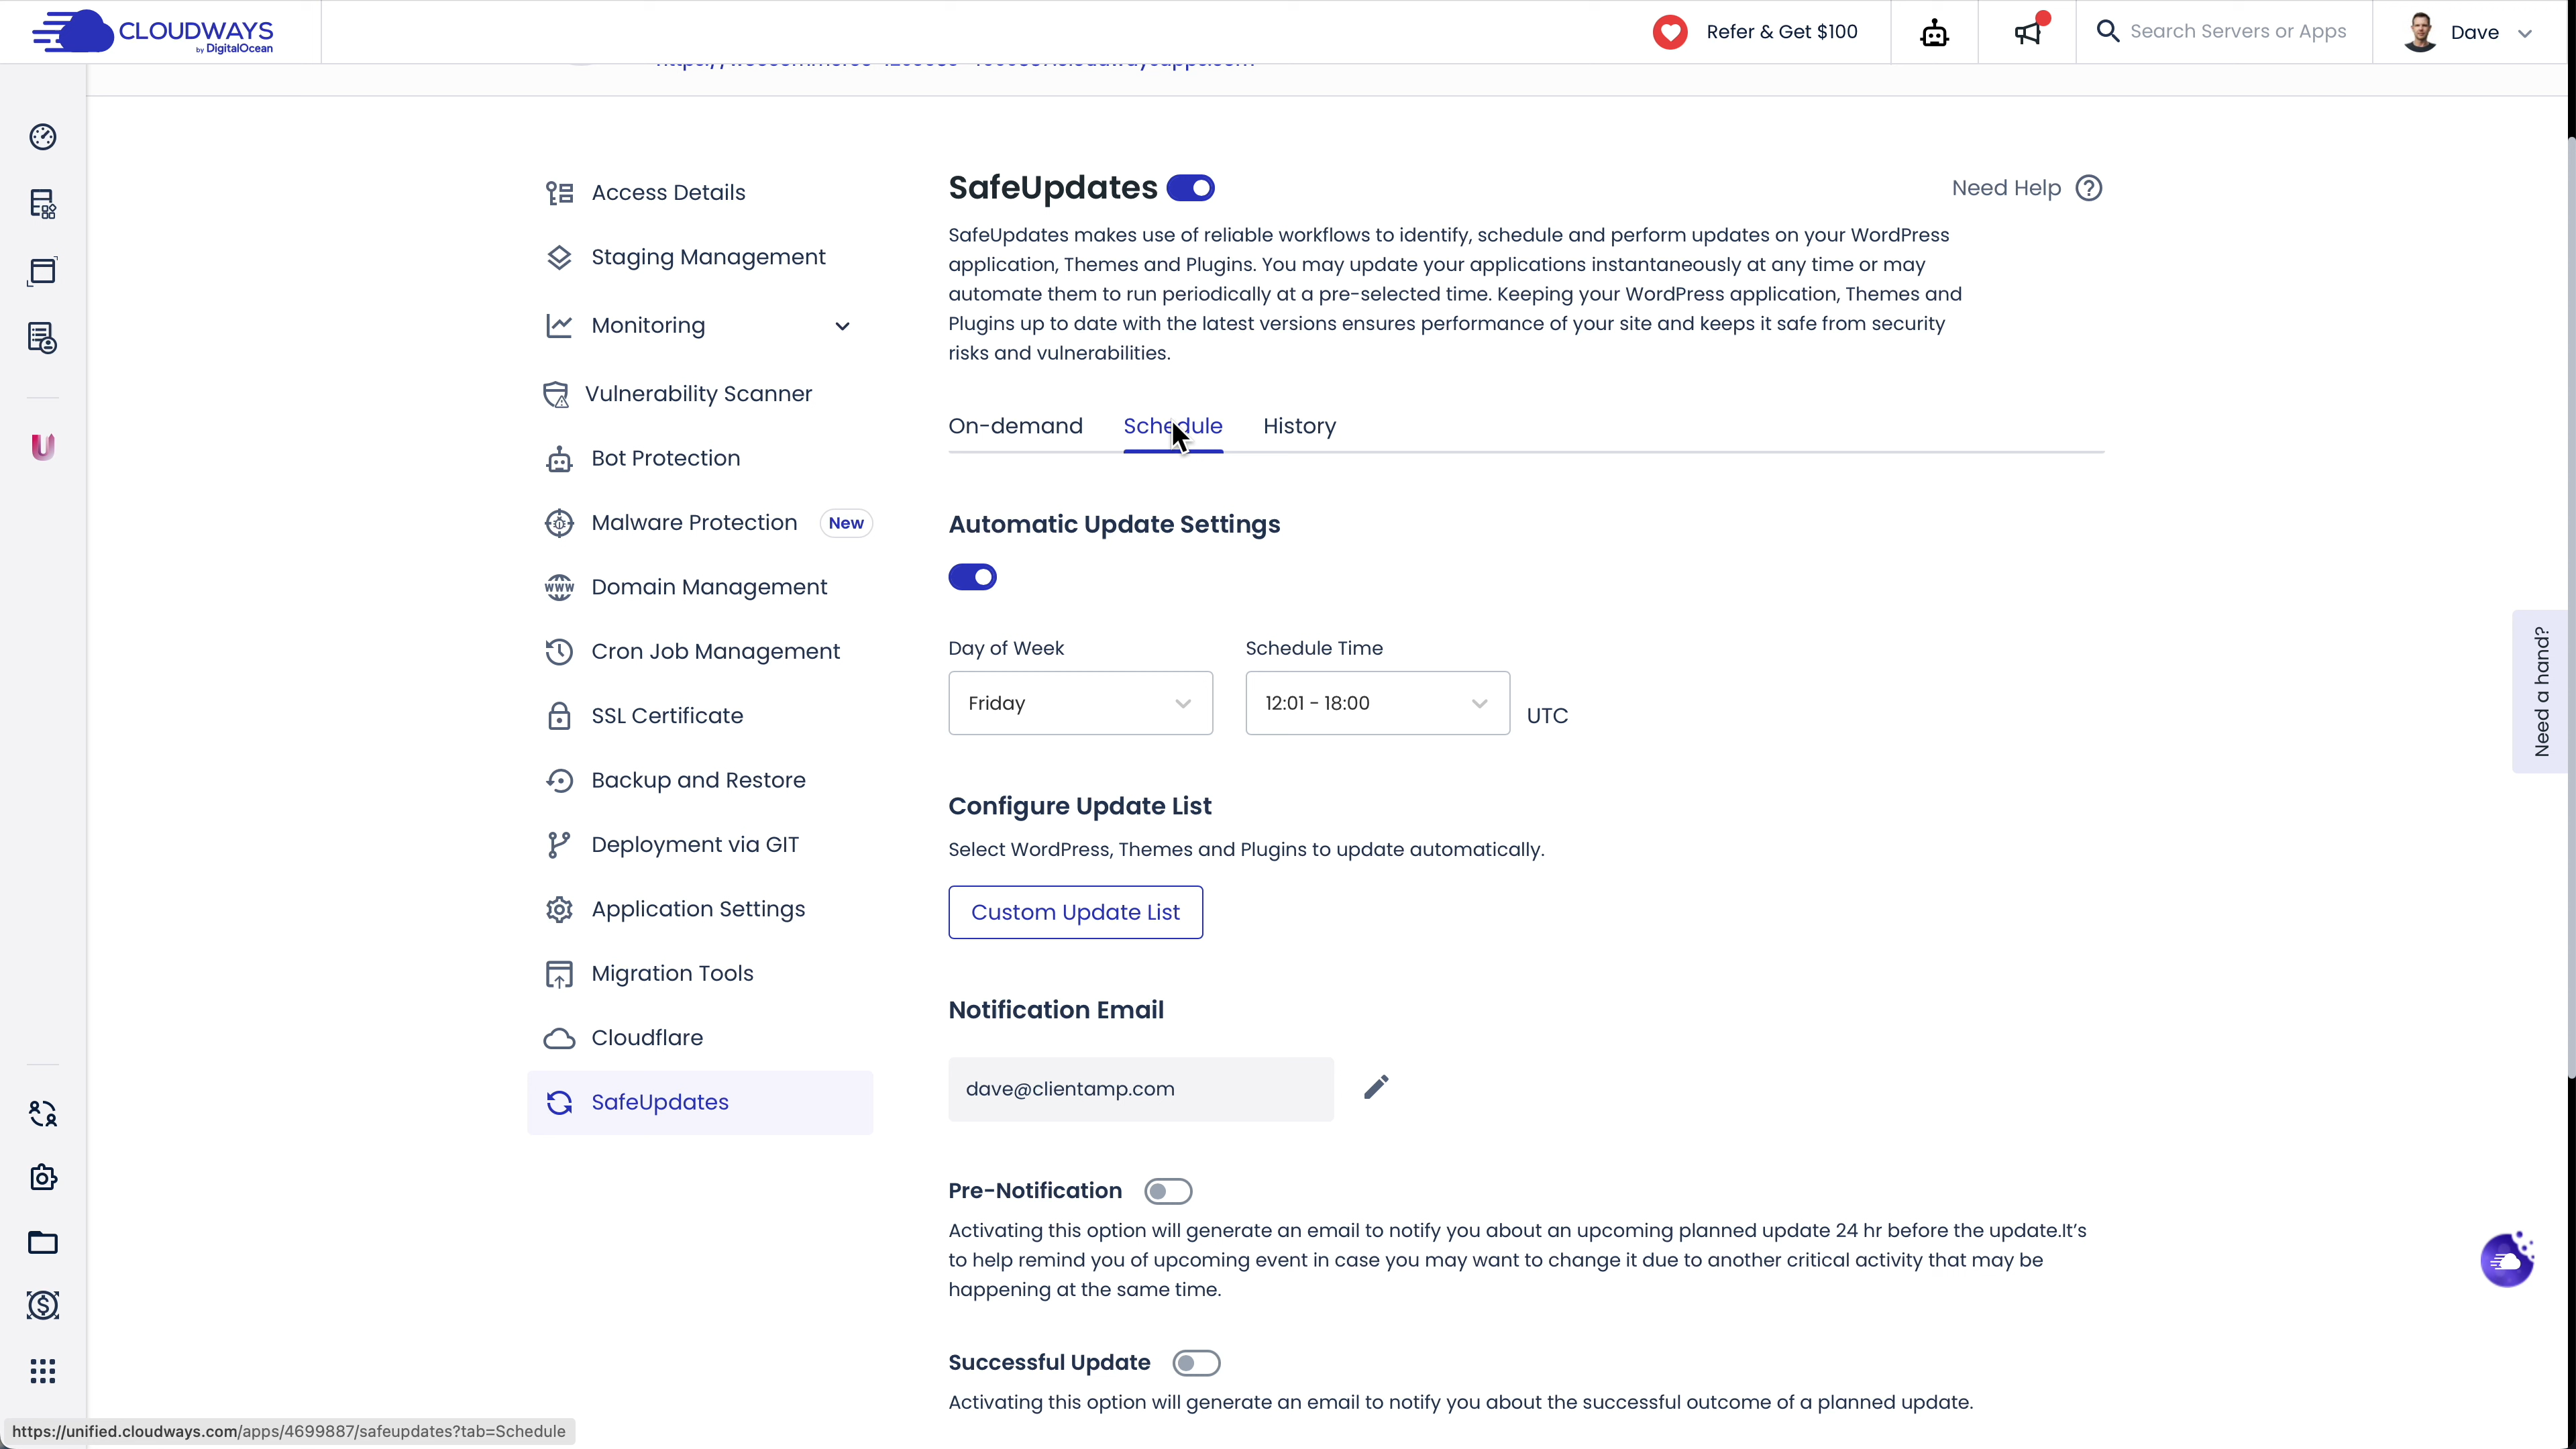 CLOUDWAYS
by DigitalOcean
Refer & Get $100
Search Servers or Apps
Dave
Access Details
Staging Management
Monitoring
Vulnerability Scanner
Bot Protection
Malware Protection
New
Domain Management
Cron Job Management
SSL Certificate
Backup and Restore
Deployment via GIT
Application Settings
Migration Tools
Cloudflare
SafeUpdates
SafeUpdates
Need Help
SafeUpdates makes use of reliable workflows to identify, schedule and perform updates on your WordPress
application, Themes and Plugins. You may update your applications instantaneously at any time or may
automate them to run periodically at a pre-selected time. Keeping your WordPress application, Themes and
Plugins up to date with the latest versions ensures performance of your site and keeps it safe from security
risks and vulnerabilities.
On-demand
Schedule
History
Automatic Update Settings
Day of Week
Schedule Time
Friday
12:01 - 18:00
UTC
Configure Update List
Select WordPress, Themes and Plugins to update automatically.
Custom Update List
Notification Email
dave@clientamp.com
Pre-Notification
Activating this option will generate an email to notify you about an upcoming planned update 24 hr before the update.It's
to help remind you of upcoming event in case you may want to change it due to another critical activity that may be
happening at the same time.
Successful Update
Activating this option will generate an email to notify you about the successful outcome of a planned update.
Need a hand?
https://unified.cloudways.com/apps/4699887/safeupdates?tab=Schedule